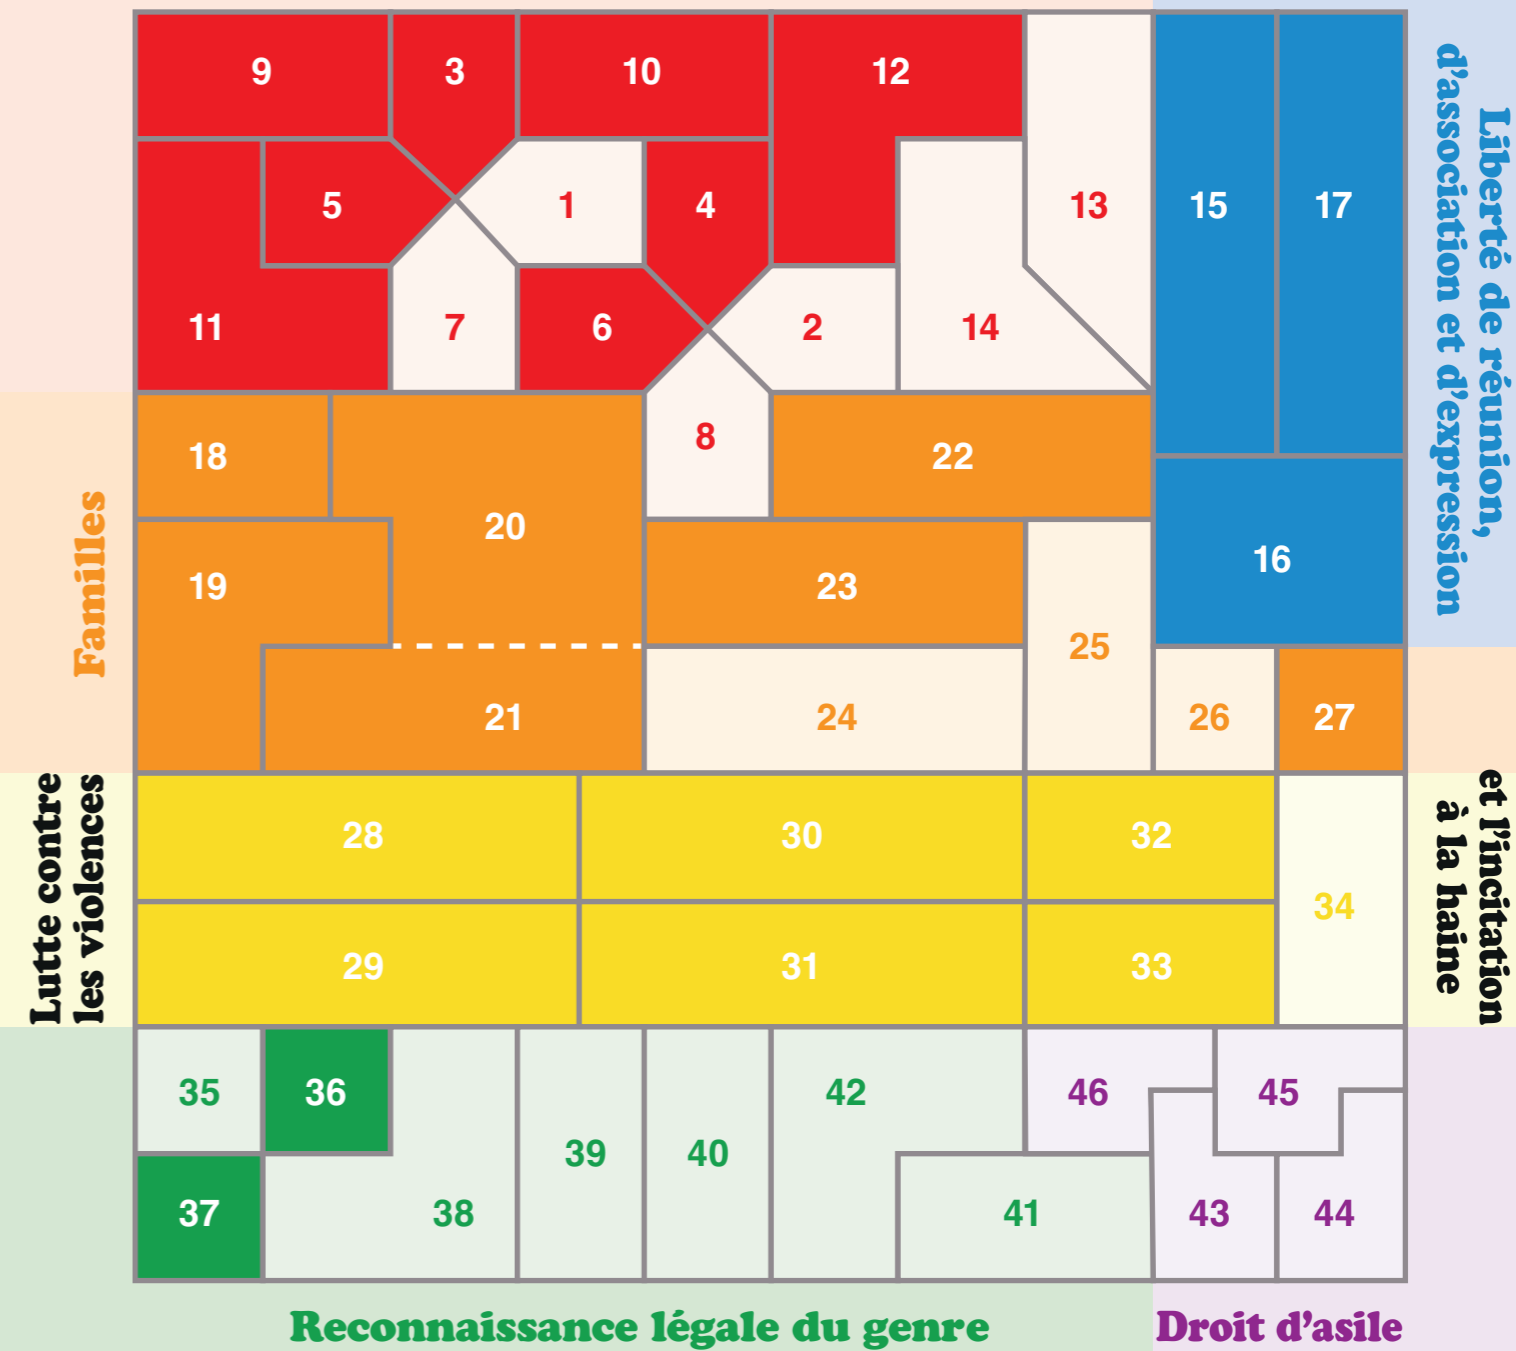 9 3 10 12
5 1 4 13 15 17
11 7 6 2 14
18 8 22
20
19 23 16
25
21 24 26 27
28 30 32
34
29 31 33
35 36 42 46 45
39 40
37 38 41 43 44
Liberté de réunion,
d’association et d’expression
Familles
Lutte contre
les violences
et l’incitation
à la haine
Reconnaissance légale du genre
Droit d’asile